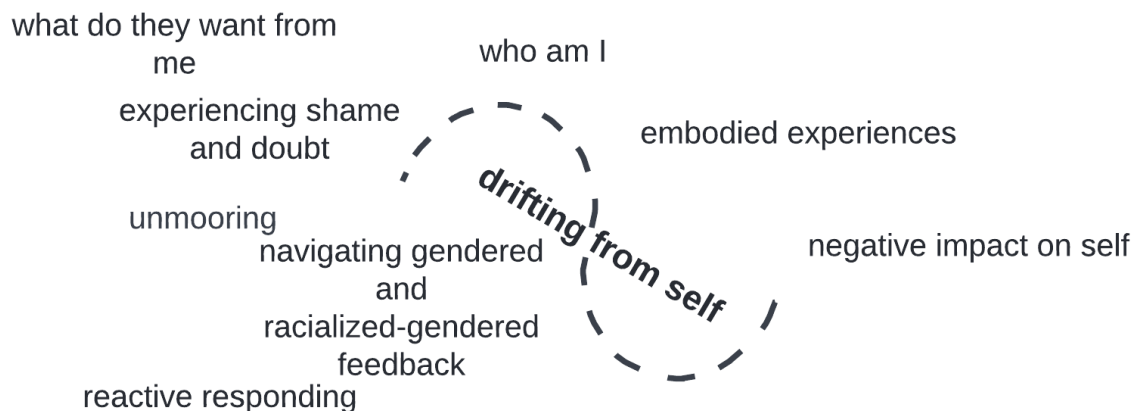 what do they want from
me
who am I
experiencing shame
and doubt
embodied experiences
drifting from self
unmooring
navigating gendered
and
racialized-gendered
feedback
negative impact on self
reactive responding